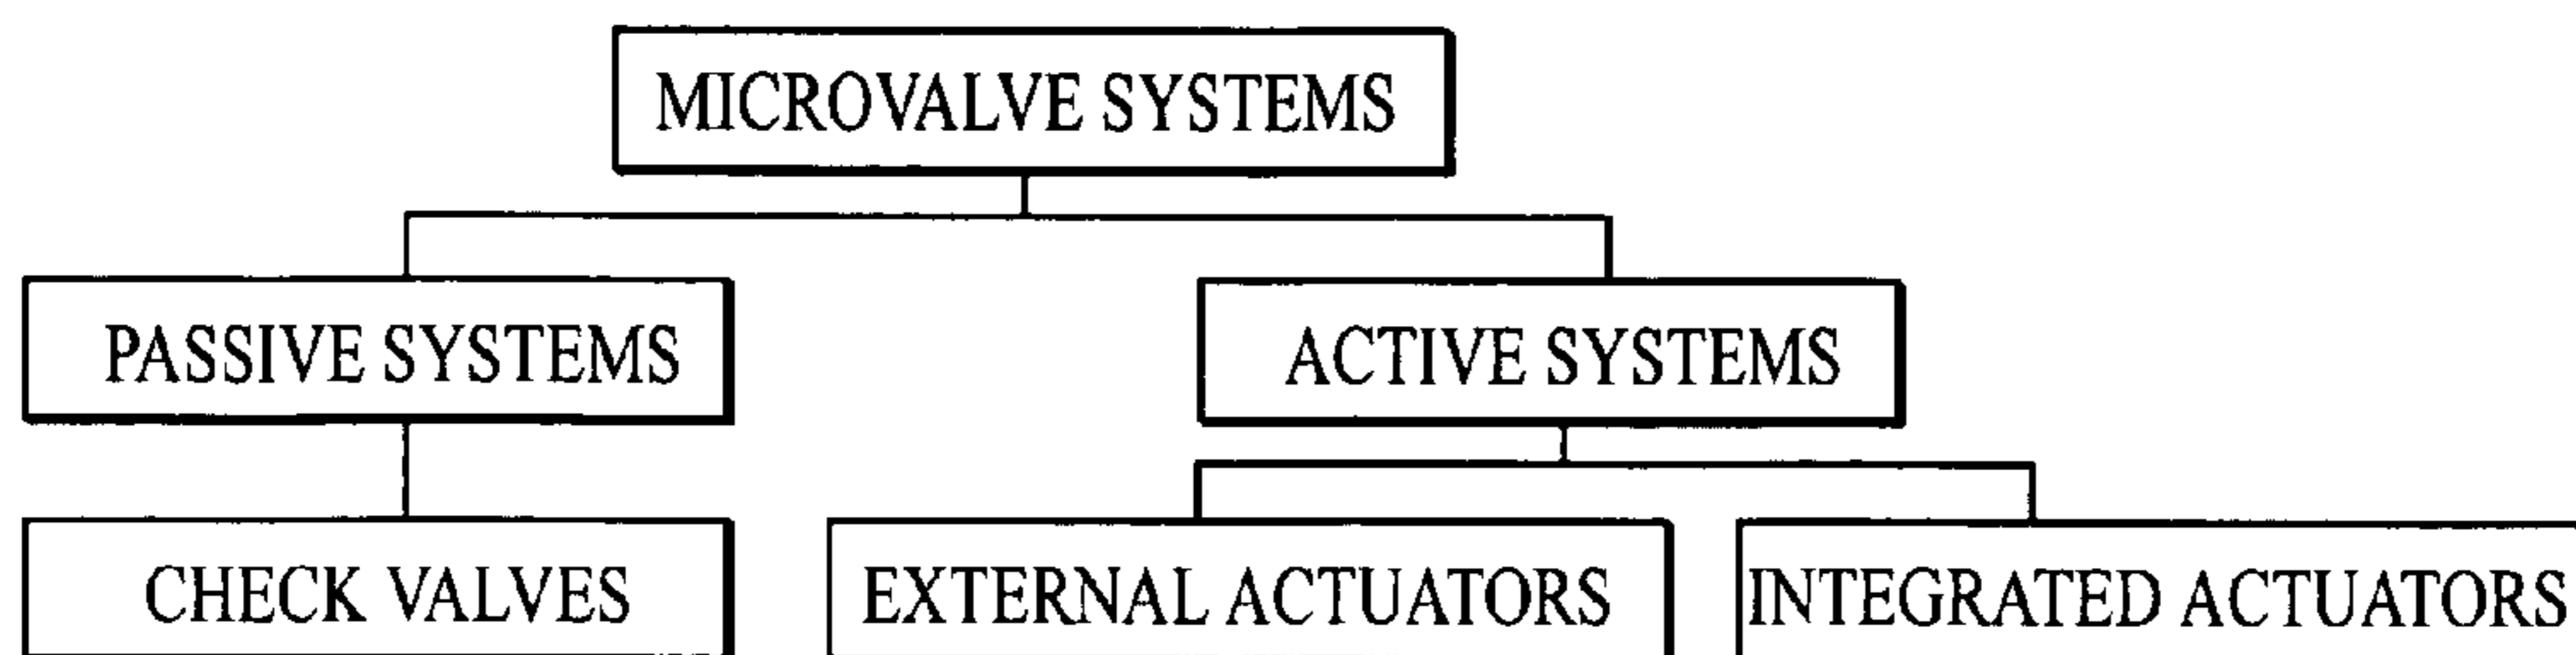 MICROVALVE SYSTEMS
PASSIVE SYSTEMS
ACTIVE SYSTEMS
CHECK VALVES
EXTERNAL ACTUATORS
INTEGRATED ACTUATORS